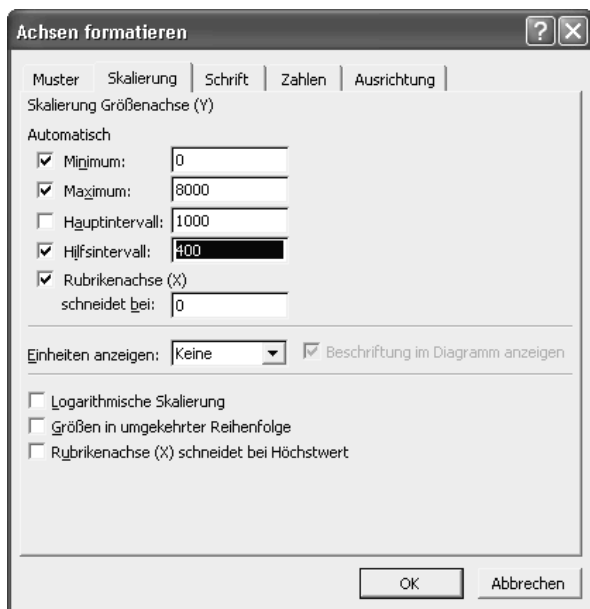 Achsen formatieren
Muster Skalierung Schrift Zahlen Ausrichtung
Skalierung Größenachse (Y)
Automatisch
Minimum: 0
Maximum: 8000
Hauptintervall: 1000
Hilfsintervall: 400
Rubrikenachse (X)
schneidet bei: 0
Einheiten anzeigen: Keine Beschriftung im Diagramm anzeigen
Logarithmische Skalierung
Größen in umgekehrter Reihenfolge
Rubrikenachse (X) schneidet bei Höchstwert
OK Abbrechen